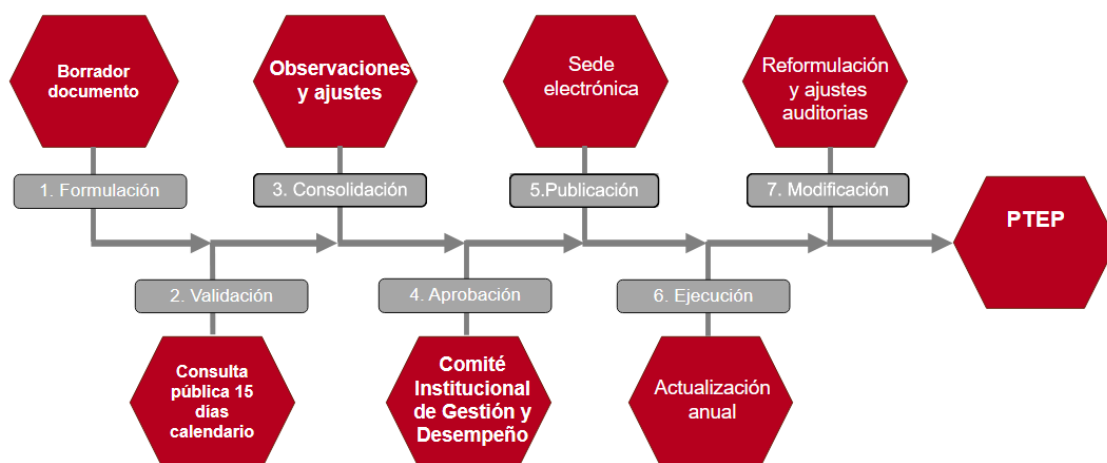 Borrador
documento
1. Formulación
2. Validación
Consulta
pública 15
días
calendario
Observaciones
y ajustes
3. Consolidación
4. Aprobación
Comité
Institucional
de Gestión y
Desempeño
Sede
electrónica
5.Publicación
6. Ejecución
Actualización
anual
Reformulación
y ajustes
auditorias
7. Modificación
PTEP